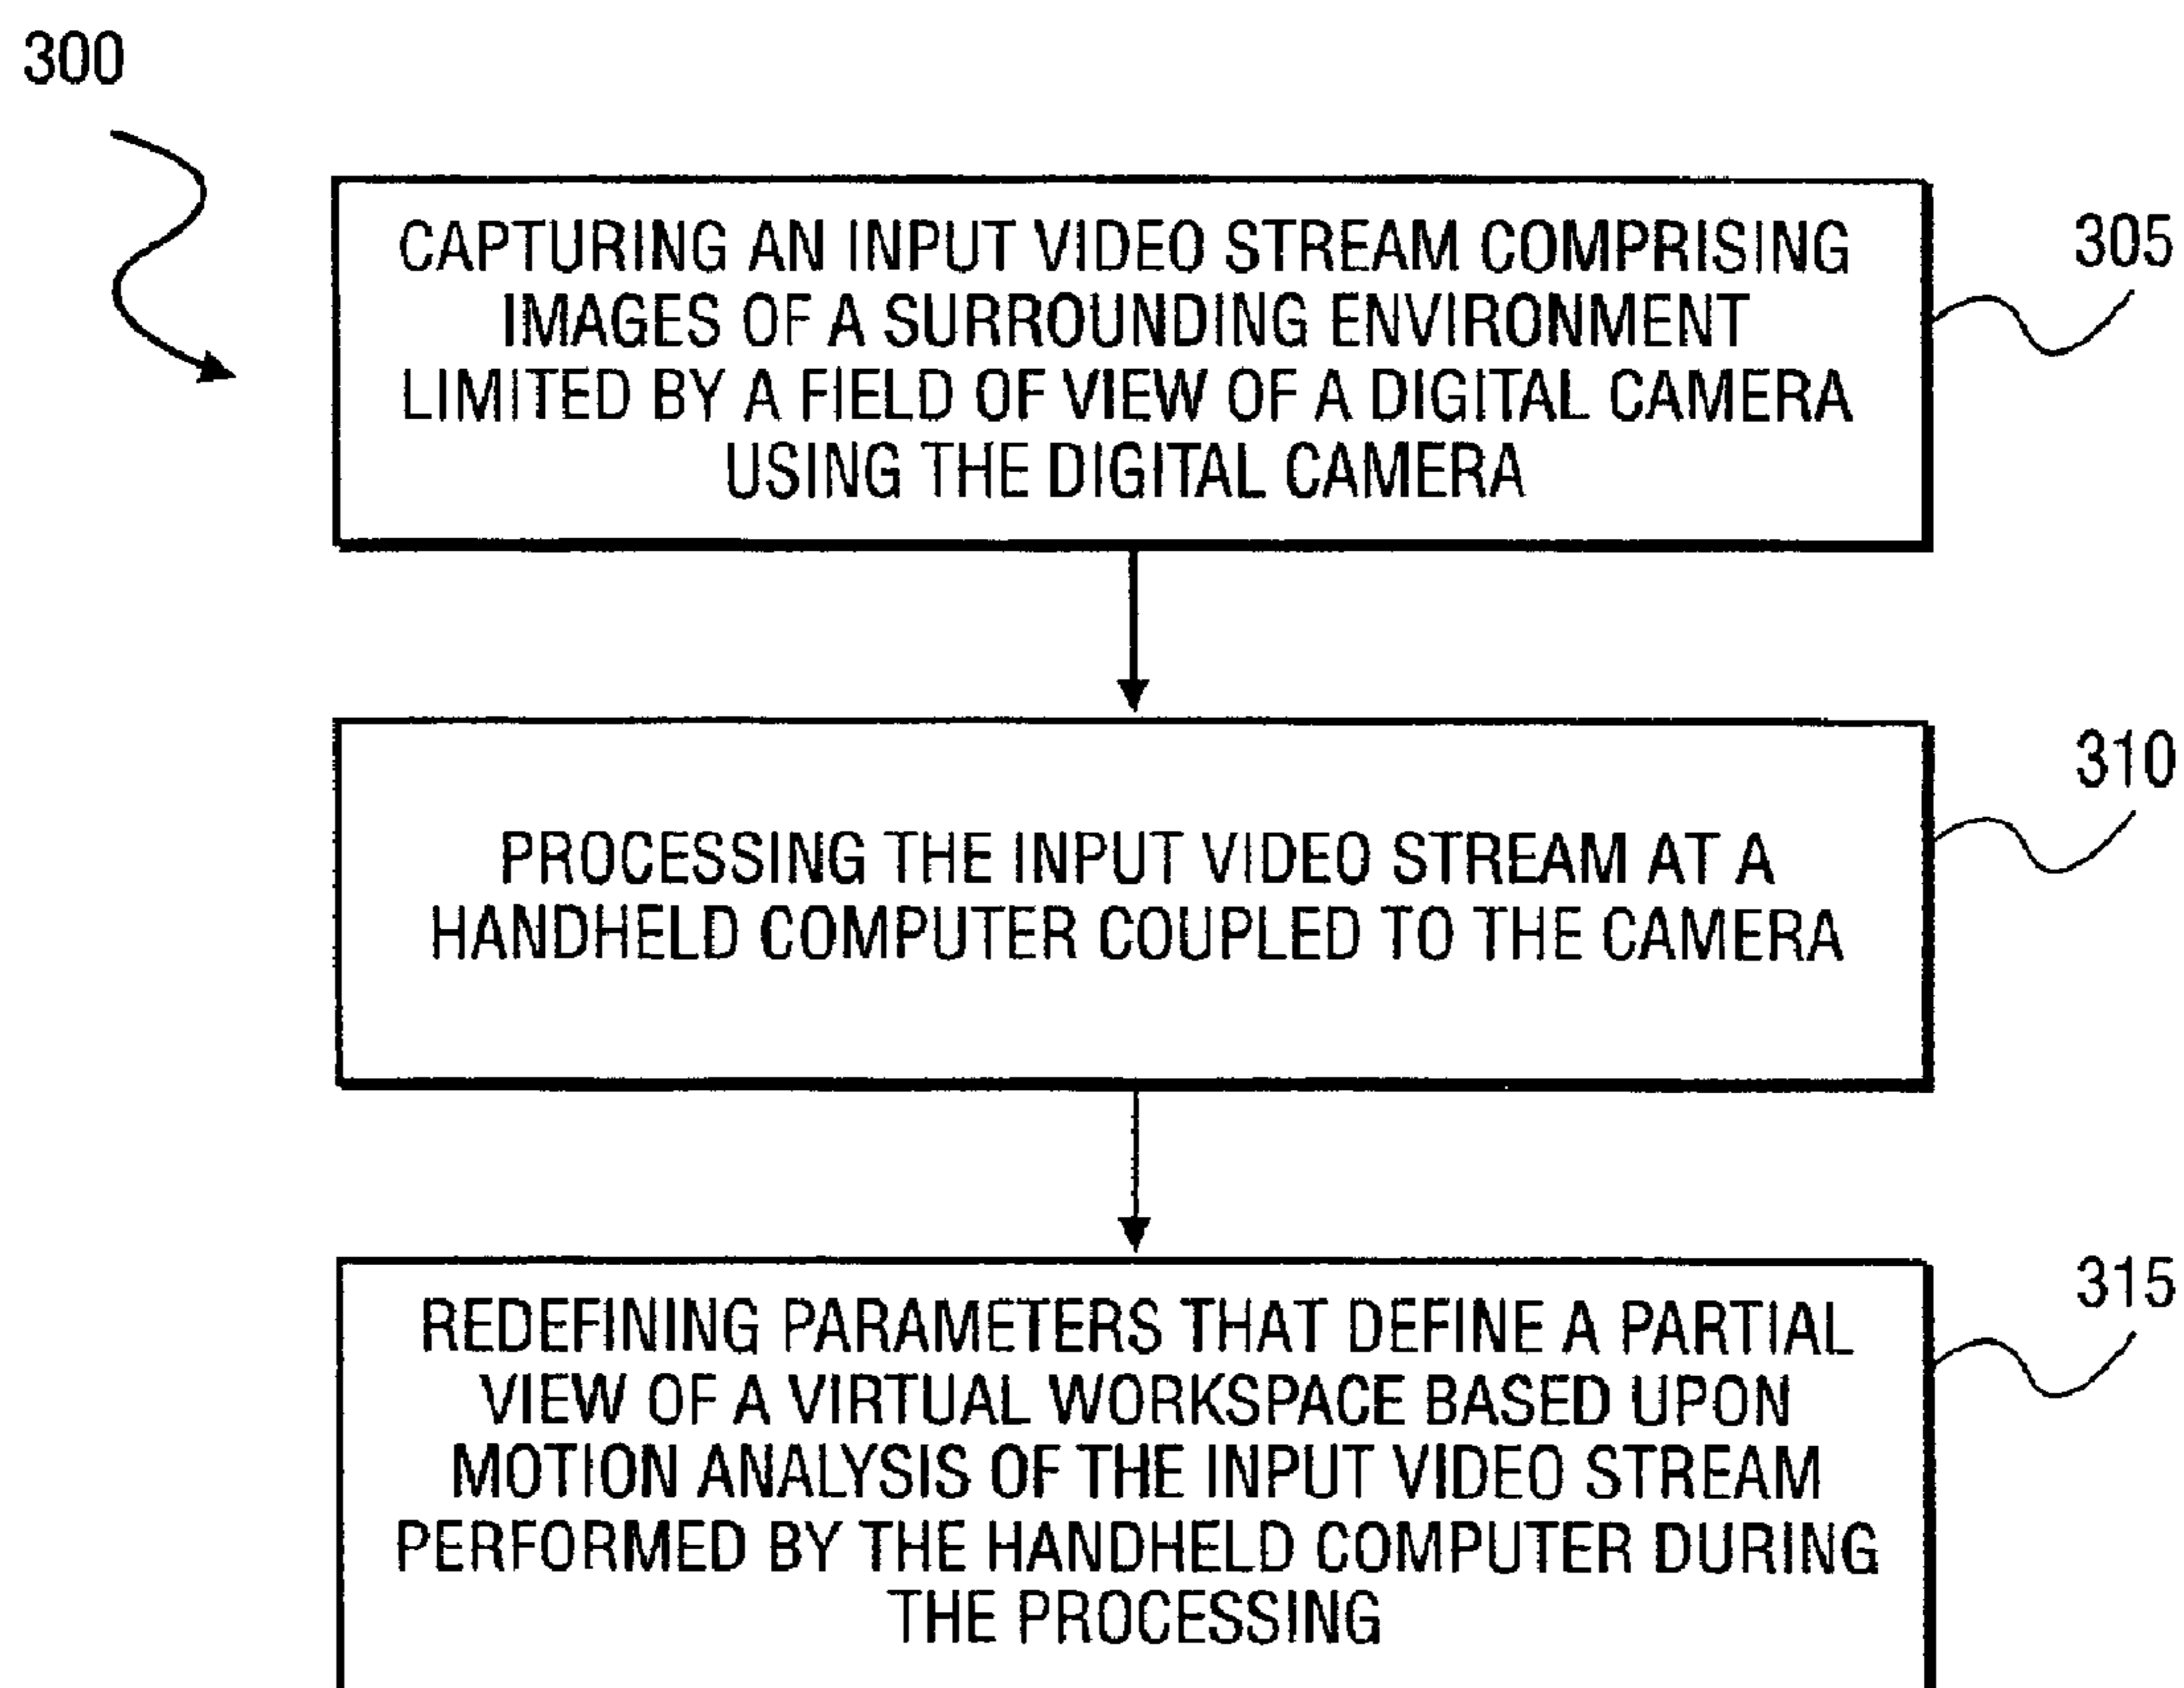 300
CAPTURING AN INPUT VIDEO STREAM COMPRISING
IMAGES OF A SURROUNDING ENVIRONMENT
LIMITED BY A FIELD OF VIEW OF A DIGITAL CAMERA
USING THE DIGITAL CAMERA
305
PROCESSING THE INPUT VIDEO STREAM AT A
HANDHELD COMPUTER COUPLED TO THE CAMERA
310
REDEFINING PARAMETERS THAT DEFINE A PARTIAL
VIEW OF A VIRTUAL WORKSPACE BASED UPON
MOTION ANALYSIS OF THE INPUT VIDEO STREAM
PERFORMED BY THE HANDHELD COMPUTER DURING
THE PROCESSING
315